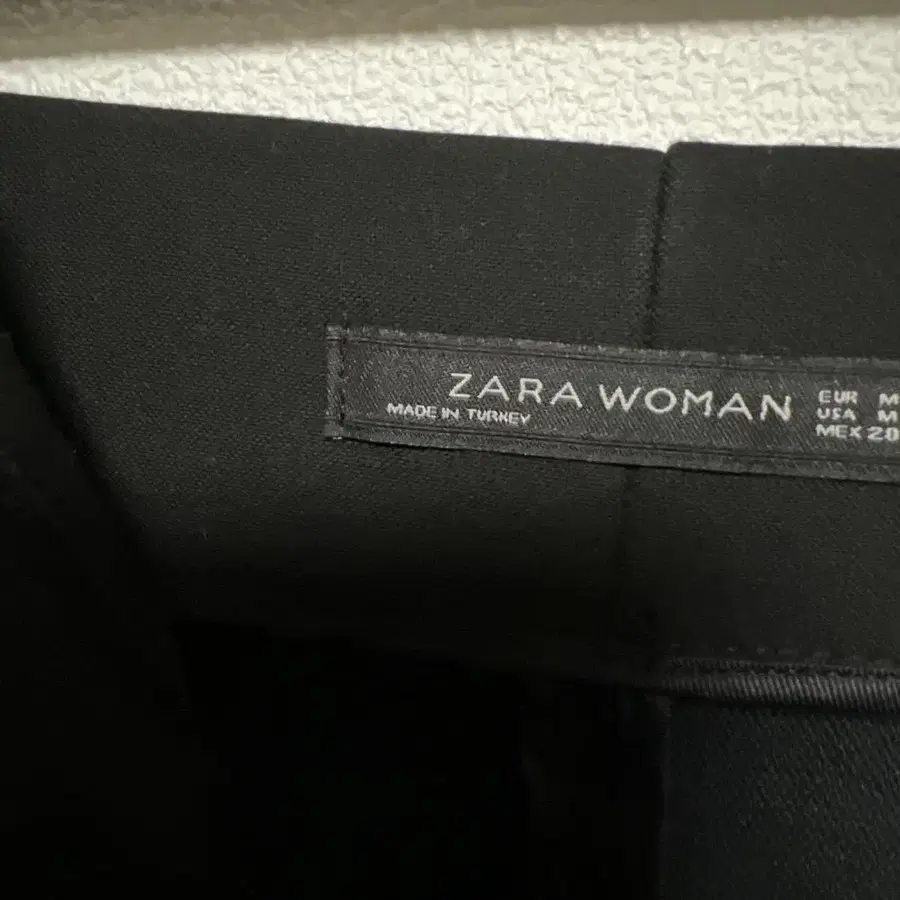 ZARA WOMAN
MADE IN TURKEY
EUR M
USA M
MEX 28